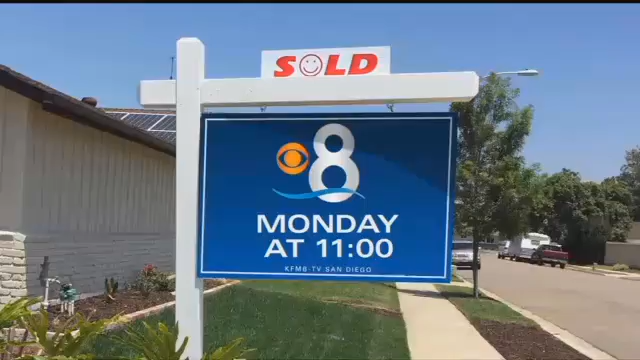 SOLD
8
MONDAY
AT 11:00
KFMB-TV SAN DIEGO